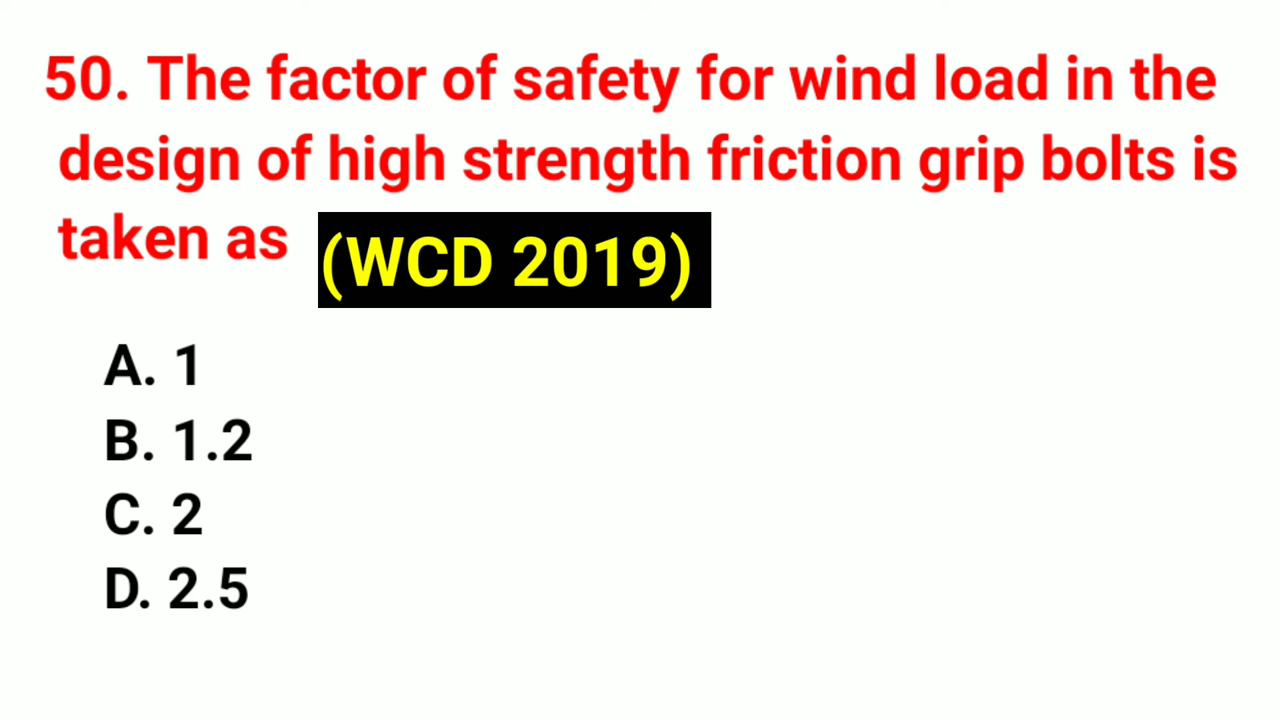 50. The factor of safety for wind load in the
design of high strength friction grip bolts is
taken as (WCD 2019)
A. 1
B. 1.2
C. 2
D. 2.5